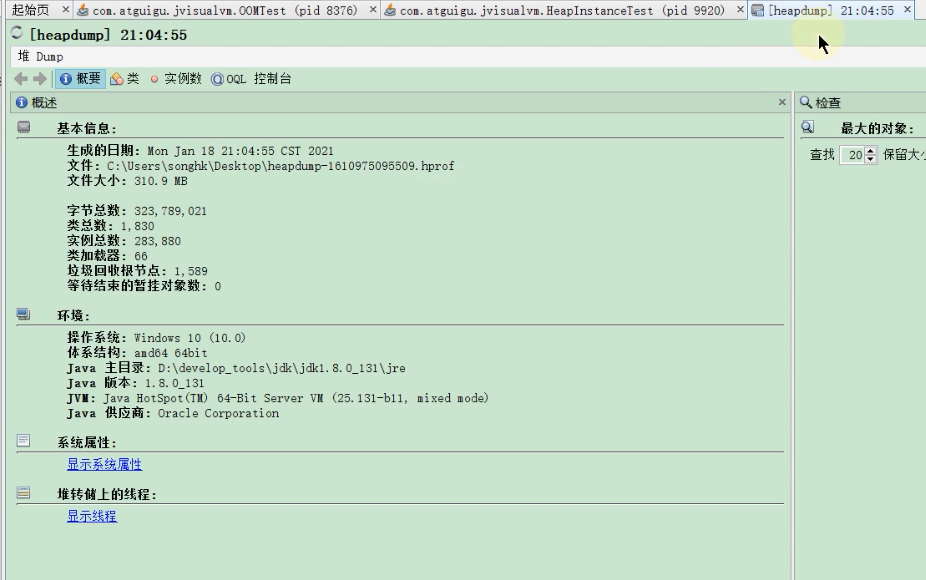 起始页 com.atguigu.jvisualvm.OOMTest (pid 8376) com.atguigu.jvisualvm.HeapInstanceTest (pid 9920) [heapdump] 21:04:55
[heapdump] 21:04:55
堆 Dump
概要 类 实例数 OQL 控制台
概述 检查
基本信息: 最大的对象:
生成的日期: Mon Jan 18 21:04:55 CST 2021 查找 20
文件: C:\Users\songhk\Desktop\heapdump-1610975095509.hprof
文件大小: 310.9 MB
字节总数: 323,789,021
类总数: 1,830
实例总数: 283,880
类加载器: 66
垃圾回收根节点: 1,589
等待结束的暂挂对象数: 0
环境:
操作系统: Windows 10 (10.0)
体系结构: amd64 64bit
Java 主目录: D:\develop_tools\jdk\jdk1.8.0_131\jre
Java 版本: 1.8.0_131
JVM: Java HotSpot(TM) 64-Bit Server VM (25.131-b11, mixed mode)
Java 供应商: Oracle Corporation
系统属性:
显示系统属性
堆转储上的线程:
显示线程